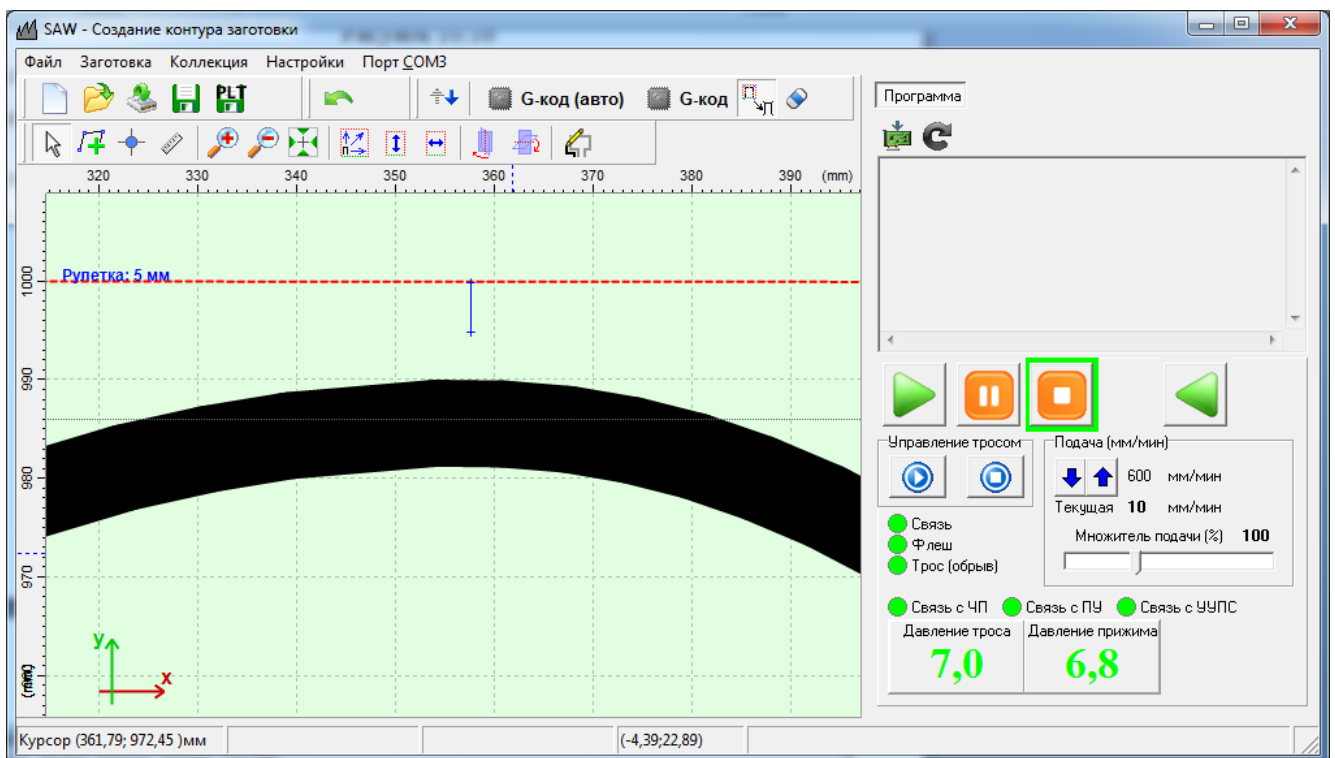 SAW - Создание контура заготовки
Файл Заготовка Коллекция Настройки Порт COM3
PLT
G-код (авто) G-код
Программа
320 330 340 350 360 370 380 390 (mm)
1000
Рулетка: 5 мм
990
980
970
(mm)
y
x
Управление тросом
Подача (мм/мин)
600 мм/мин
Текущая 10 мм/мин
Множитель подачи (%) 100
Связь
Флеш
Трос (обрыв)
Связь с ЧП Связь с ПУ Связь с УУПС
Давление троса Давление прижима
7,0 6,8
Курсор (361,79; 972,45 )мм (-4,39;22,89)